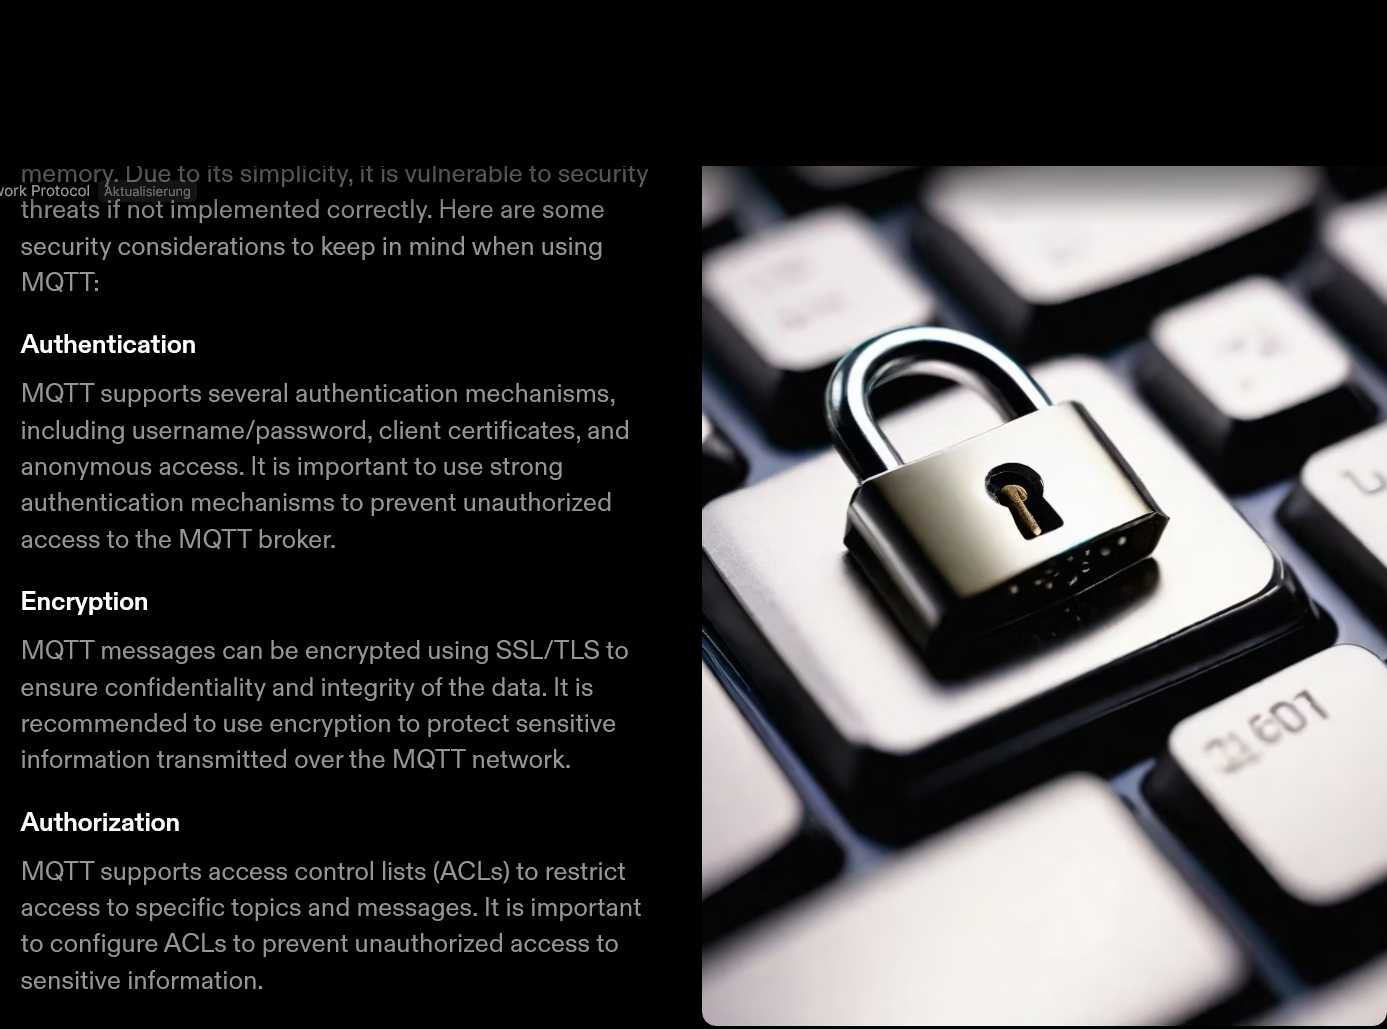 memory. Due to its simplicity, it is vulnerable to security
work Protocol Aktualisierung
threats if not implemented correctly. Here are some
security considerations to keep in mind when using
MQTT:
Authentication
MQTT supports several authentication mechanisms,
including username/password, client certificates, and
anonymous access. It is important to use strong
authentication mechanisms to prevent unauthorized
access to the MQTT broker.
Encryption
MQTT messages can be encrypted using SSL/TLS to
ensure confidentiality and integrity of the data. It is
recommended to use encryption to protect sensitive
information transmitted over the MQTT network.
Authorization
MQTT supports access control lists (ACLs) to restrict
access to specific topics and messages. It is important
to configure ACLs to prevent unauthorized access to
sensitive information.